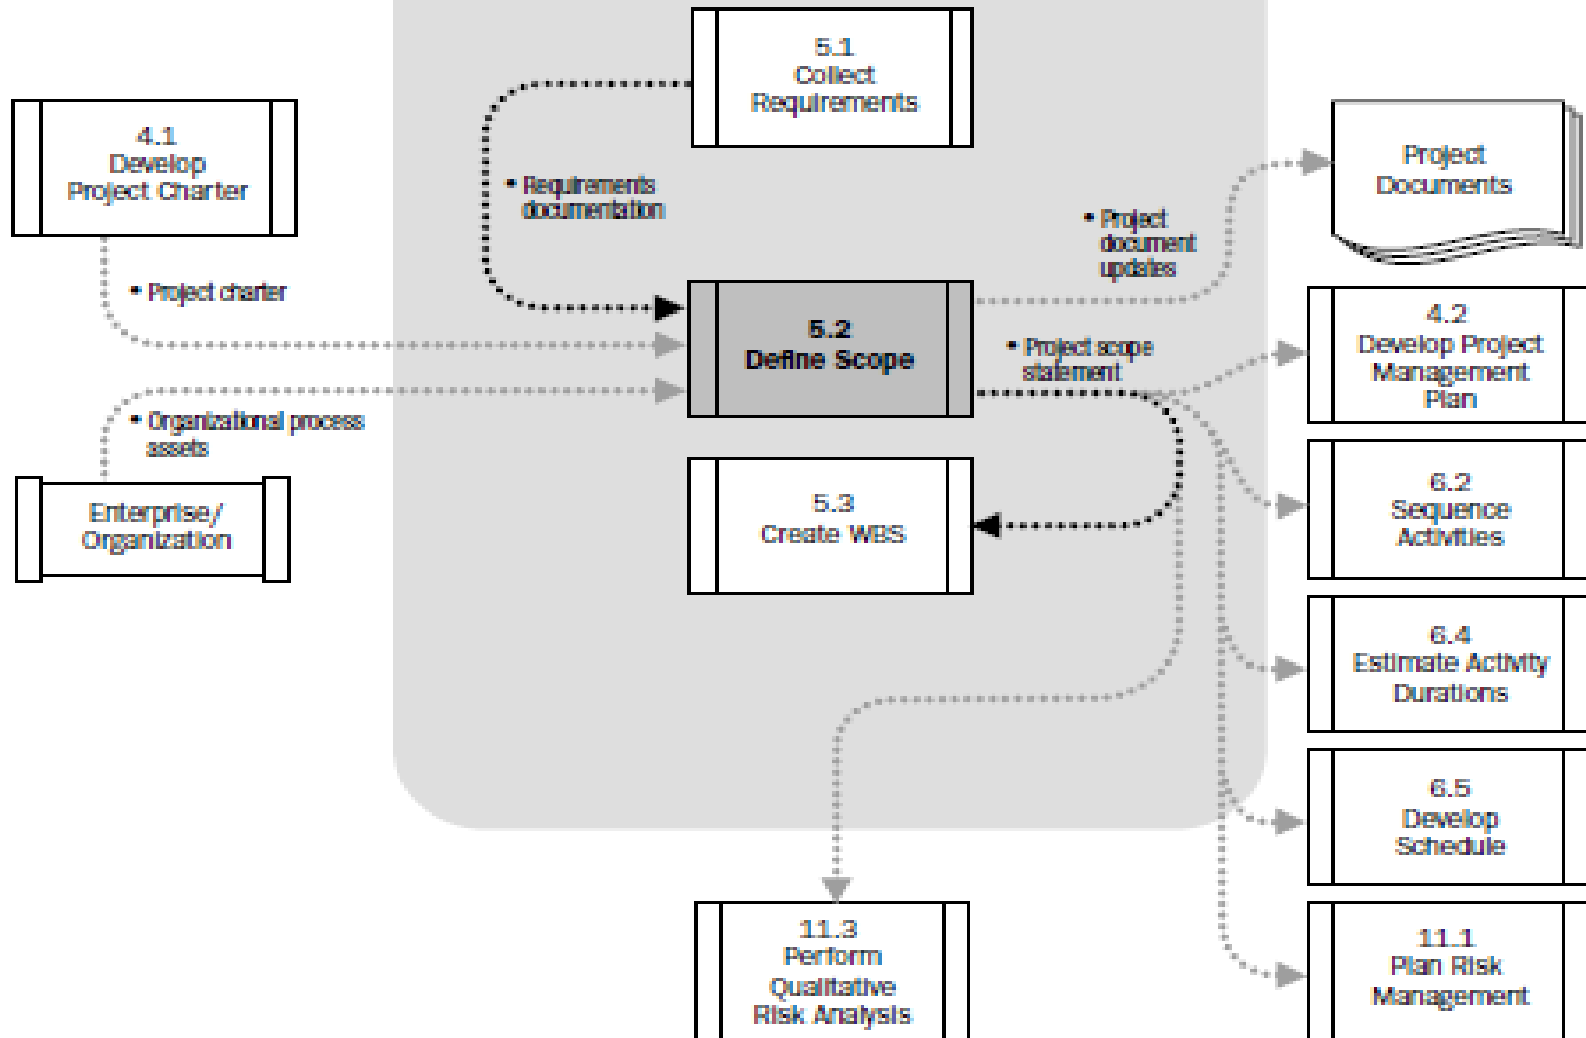 5.1
Collect
Requirements
4.1
Develop
Project Charter
Project
Documents
• Requirements
documentation
• Project
document
updates
• Project charter
5.2
Define Scope
• Project scope
statement
4.2
Develop Project
Management
Plan
• Organizational process
assets
Enterprise/
Organization
5.3
Create WBS
6.2
Sequence
Activities
6.4
Estimate Activity
Durations
6.5
Develop
Schedule
11.3
Perform
Qualitative
Risk Analysis
11.1
Plan Risk
Management